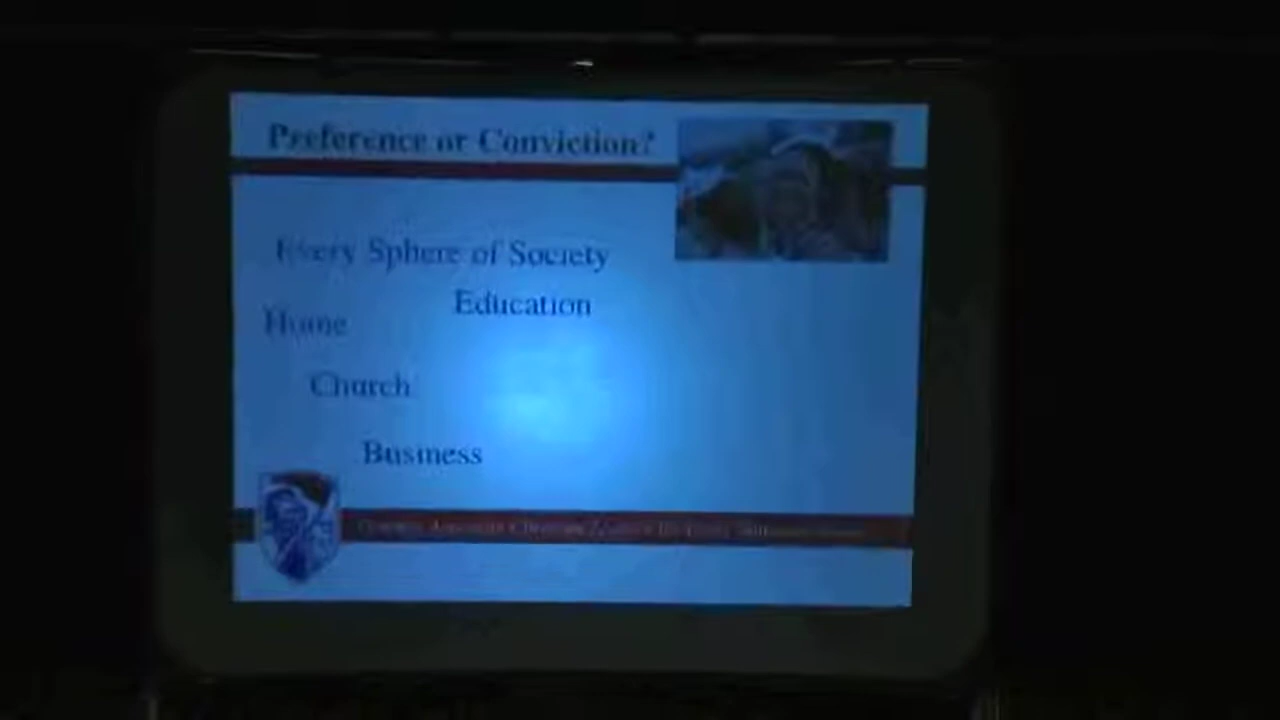 Preference or Conviction?
Every Sphere of Society
Education
Home
Church
Business